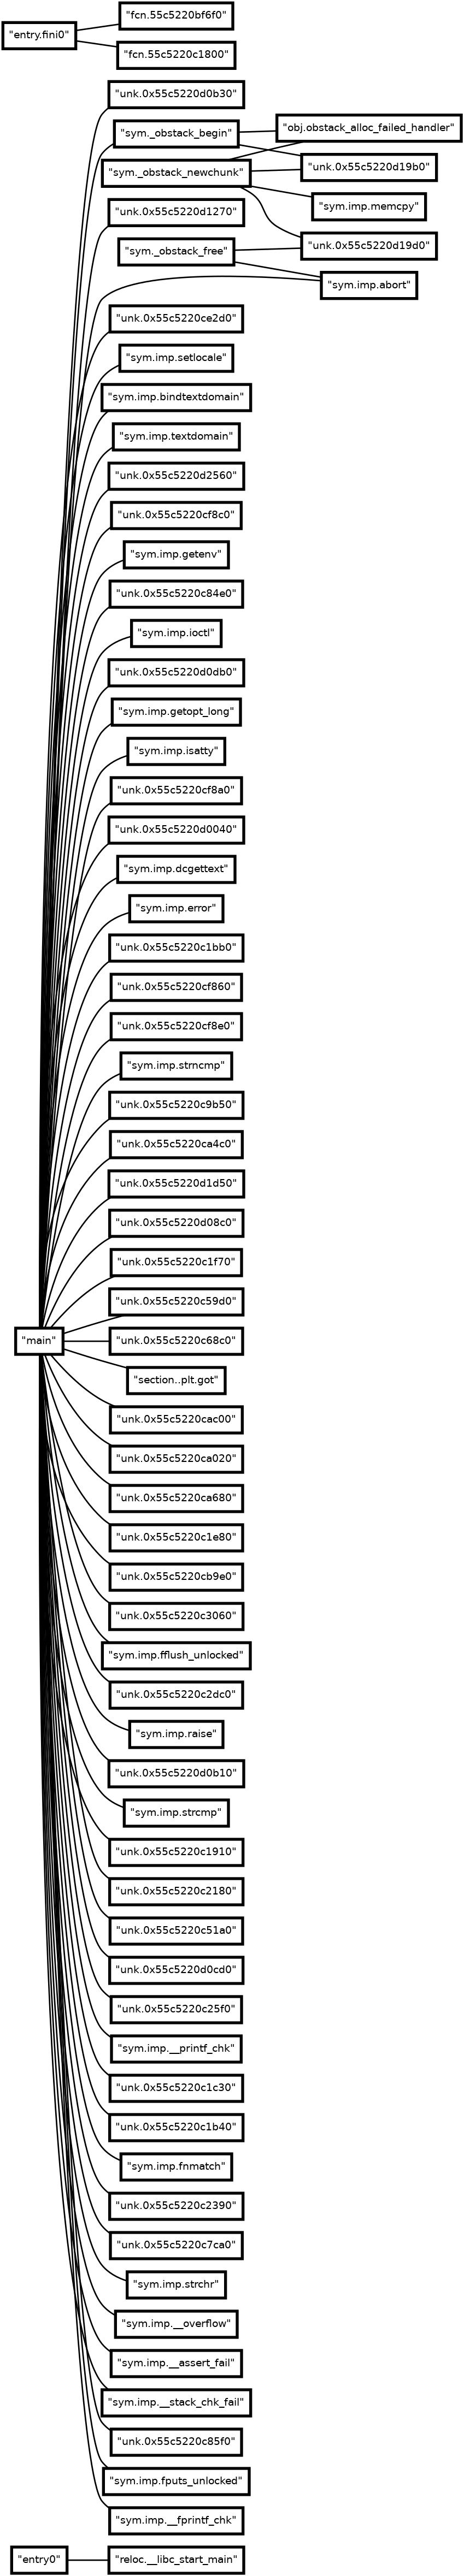 "fcn.55c5220bf6f0"
"entry.fini0"
"fcn.55c5220c1800"
"unk.0x55c5220d0b30"
"sym._obstack_begin"
"obj.obstack_alloc_failed_handler"
"unk.0x55c5220d19b0"
"sym._obstack_newchunk"
"sym.imp.memcpy"
"unk.0x55c5220d1270"
"unk.0x55c5220d19d0"
"sym._obstack_free"
"sym.imp.abort"
"unk.0x55c5220ce2d0"
"sym.imp.setlocale"
"sym.imp.bindtextdomain"
"sym.imp.textdomain"
"unk.0x55c5220d2560"
"unk.0x55c5220cf8c0"
"sym.imp.getenv"
"unk.0x55c5220c84e0"
"sym.imp.ioctl"
"unk.0x55c5220d0db0"
"sym.imp.getopt_long"
"sym.imp.isatty"
"unk.0x55c5220cf8a0"
"unk.0x55c5220d0040"
"sym.imp.dcgettext"
"sym.imp.error"
"unk.0x55c5220c1bb0"
"unk.0x55c5220cf860"
"unk.0x55c5220cf8e0"
"sym.imp.strncmp"
"unk.0x55c5220c9b50"
"unk.0x55c5220ca4c0"
"unk.0x55c5220d1d50"
"unk.0x55c5220d08c0"
"unk.0x55c5220c1f70"
"unk.0x55c5220c59d0"
"main"
"unk.0x55c5220c68c0"
"section..plt.got"
"unk.0x55c5220cac00"
"unk.0x55c5220ca020"
"unk.0x55c5220ca680"
"unk.0x55c5220c1e80"
"unk.0x55c5220cb9e0"
"unk.0x55c5220c3060"
"sym.imp.fflush_unlocked"
"unk.0x55c5220c2dc0"
"sym.imp.raise"
"unk.0x55c5220d0b10"
"sym.imp.strcmp"
"unk.0x55c5220c1910"
"unk.0x55c5220c2180"
"unk.0x55c5220c51a0"
"unk.0x55c5220d0cd0"
"unk.0x55c5220c25f0"
"sym.imp.__printf_chk"
"unk.0x55c5220c1c30"
"unk.0x55c5220c1b40"
"sym.imp.fnmatch"
"unk.0x55c5220c2390"
"unk.0x55c5220c7ca0"
"sym.imp.strchr"
"sym.imp.__overflow"
"sym.imp.__assert_fail"
"sym.imp.__stack_chk_fail"
"unk.0x55c5220c85f0"
"sym.imp.fputs_unlocked"
"sym.imp.__fprintf_chk"
"entry0"
"reloc.__libc_start_main"